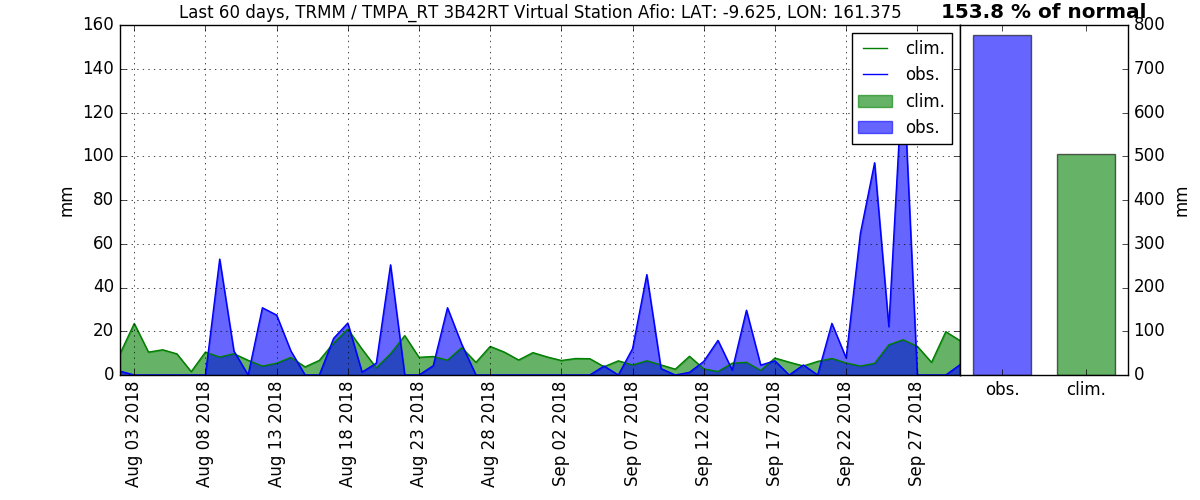 Last 60 days, TRMM / TMPA_RT 3B42RT Virtual Station Afio: LAT: -9.625, LON: 161.375
153.8 % of normal
160
140
120
100
80
60
40
20
0
mm
clim.
obs.
clim.
obs.
800
700
600
500
400
300
200
100
0
mm
obs.
clim.
Aug 03 2018
Aug 08 2018
Aug 13 2018
Aug 18 2018
Aug 23 2018
Aug 28 2018
Sep 02 2018
Sep 07 2018
Sep 12 2018
Sep 17 2018
Sep 22 2018
Sep 27 2018